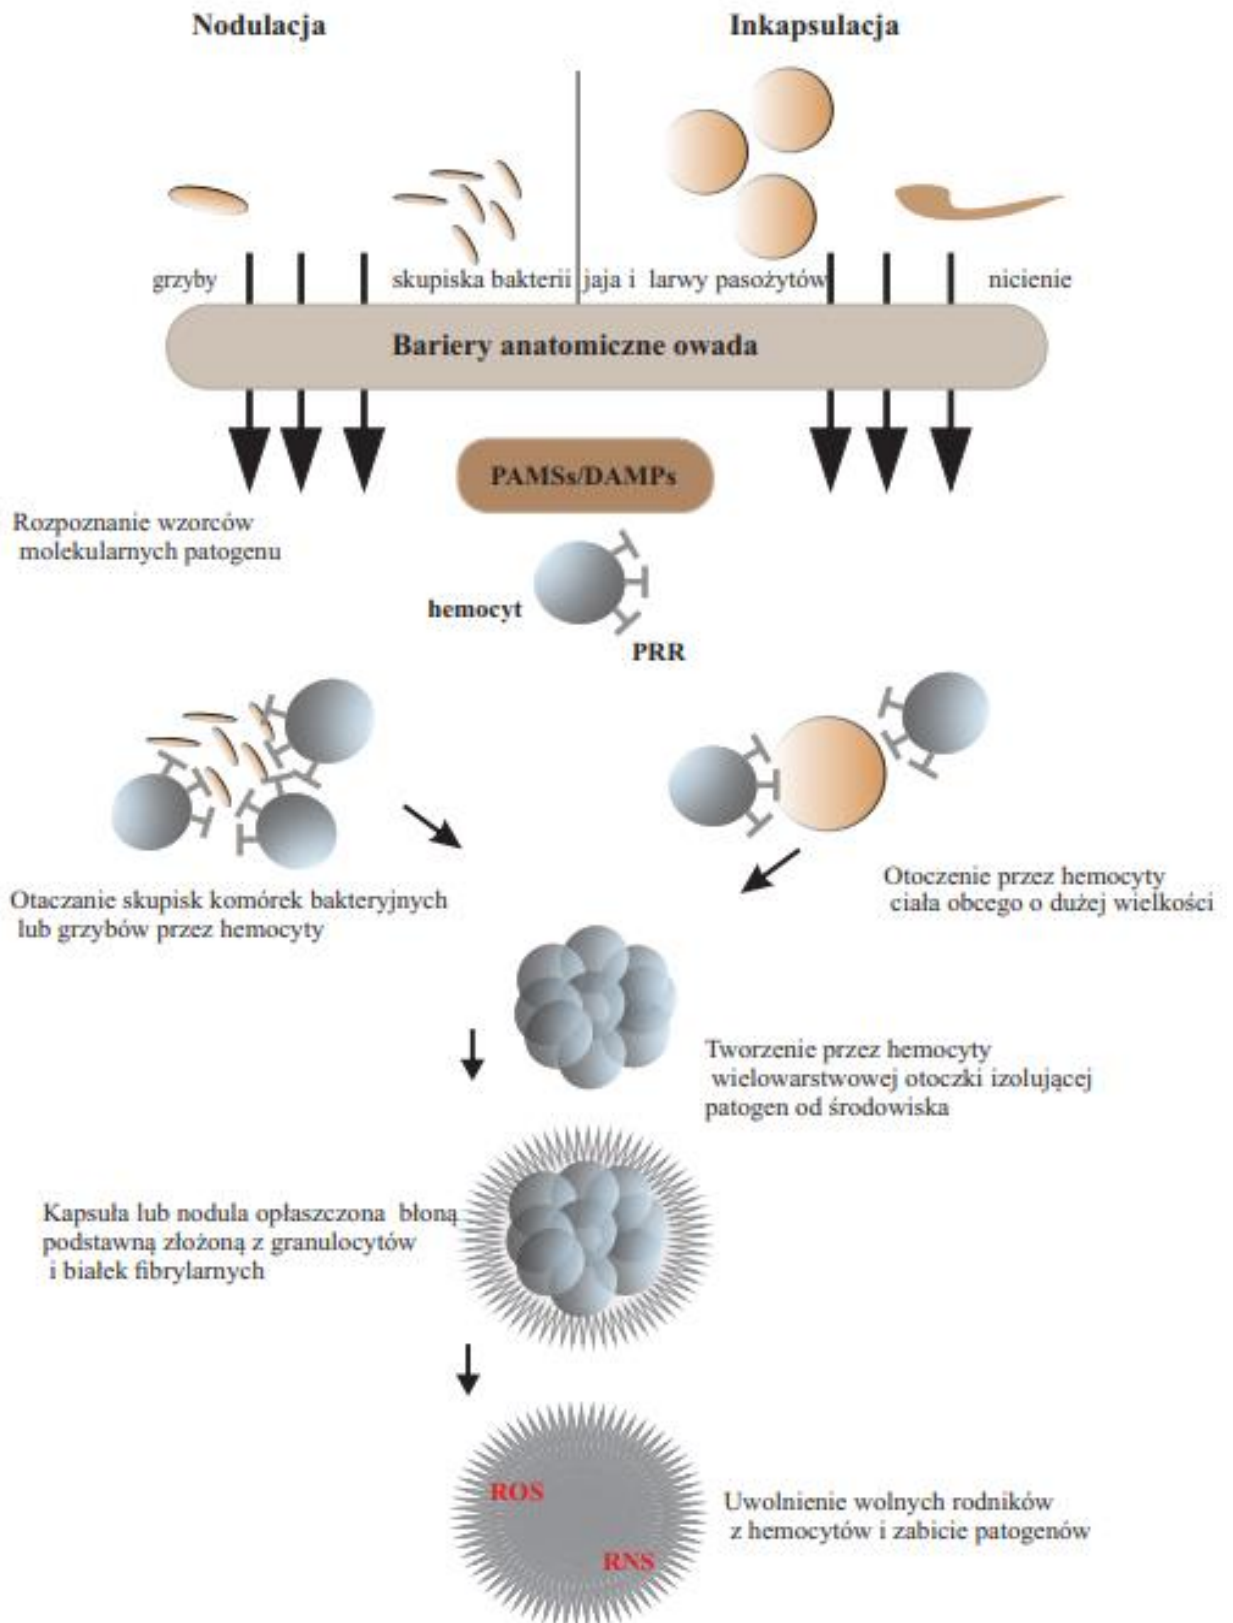 Nodulacja
Inkapsulacja
grzyby
skupiska bakterii
jaja i larwy pasożytów
nicienie
Bariery anatomiczne owada
PAMSs/DAMPs
Rozpoznanie wzorców
molekularnych patogenu
hemocyt
PRR
Otaczanie skupisk komórek bakteryjnych
lub grzybów przez hemocyty
Otoczenie przez hemocyty
ciała obcego o dużej wielkości
Tworzenie przez hemocyty
wielowarstwowej otoczki izolującej
patogen od środowiska
Kapsuła lub nodula opłaszczona błoną
podstawną złożoną z granulocytów
i białek fibrylarnych
ROS
RNS
Uwolnienie wolnych rodników
z hemocytów i zabicie patogenów